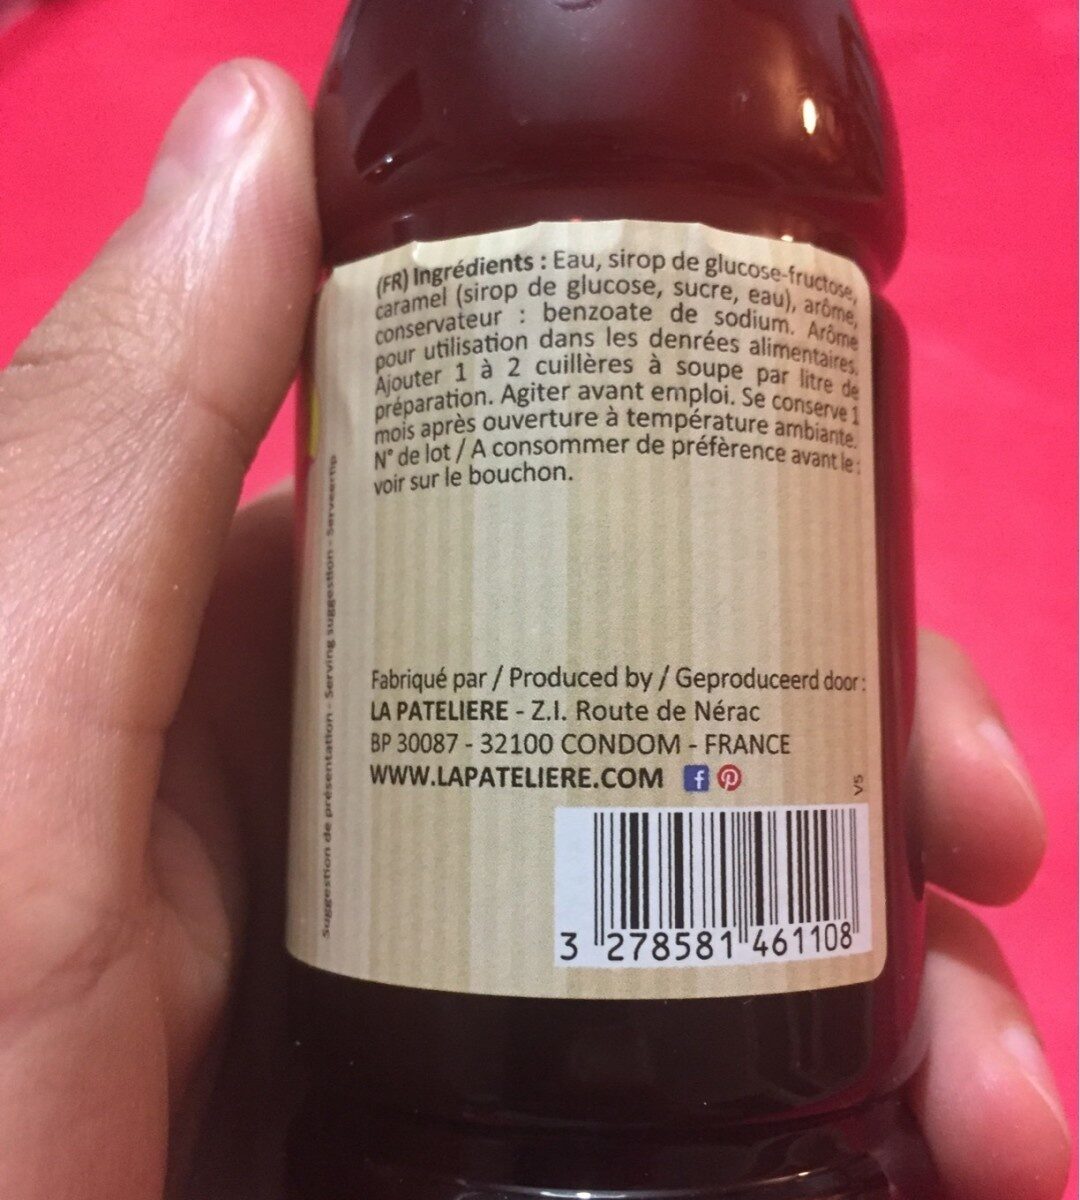 (FR) Ingrédients : Eau, sirop de glucose-fructose,
caramel (sirop de glucose, sucre, eau), arôme,
conservateur : benzoate de sodium. Arôme
pour utilisation dans les denrées alimentaires.
Ajouter 1 à 2 cuillères à soupe par litre de
préparation. Agiter avant emploi. Se conserve 1
mois après ouverture à température ambiante.
N° de lot / A consommer de préfèrence avant le :
voir sur le bouchon.
Suggestion de présentation - Serving suggestion - Serveertip
Fabriqué par / Produced by / Geproduceerd door :
LA PATELIERE - Z.I. Route de Nérac
BP 30087 - 32100 CONDOM - FRANCE
WWW.LAPATELIERE.COM f
V5
3 278581 461108